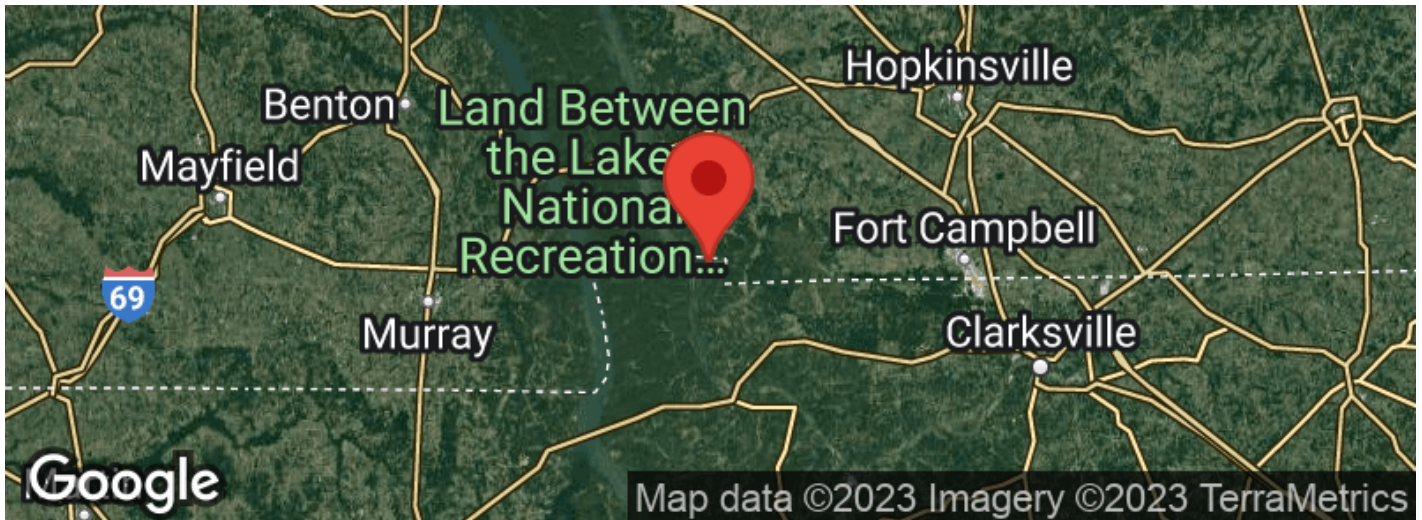 Hopkinsville
Benton
Land Between
the Lake
National
Recreation...
Mayfield
Fort Campbell
69
Murray
Clarksville
Google
Map data ©2023 Imagery ©2023 TerraMetrics